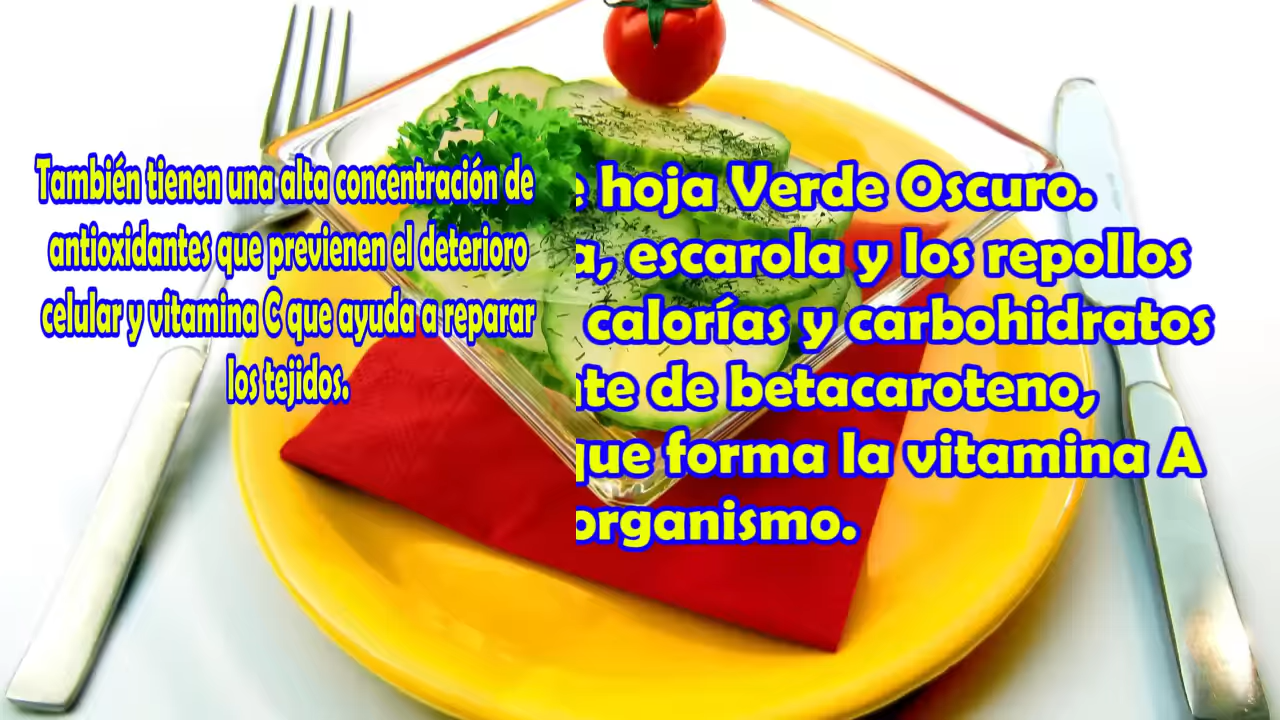 También tienen una alta concentración de
antioxidantes que previenen el deterioro
celular y vitamina C que ayuda a reparar
los tejidos.
hoja Verde Oscuro.
escarola y los repollos
calorías y carbohidratos
de betacaroteno,
que forma la vitamina A
organismo.